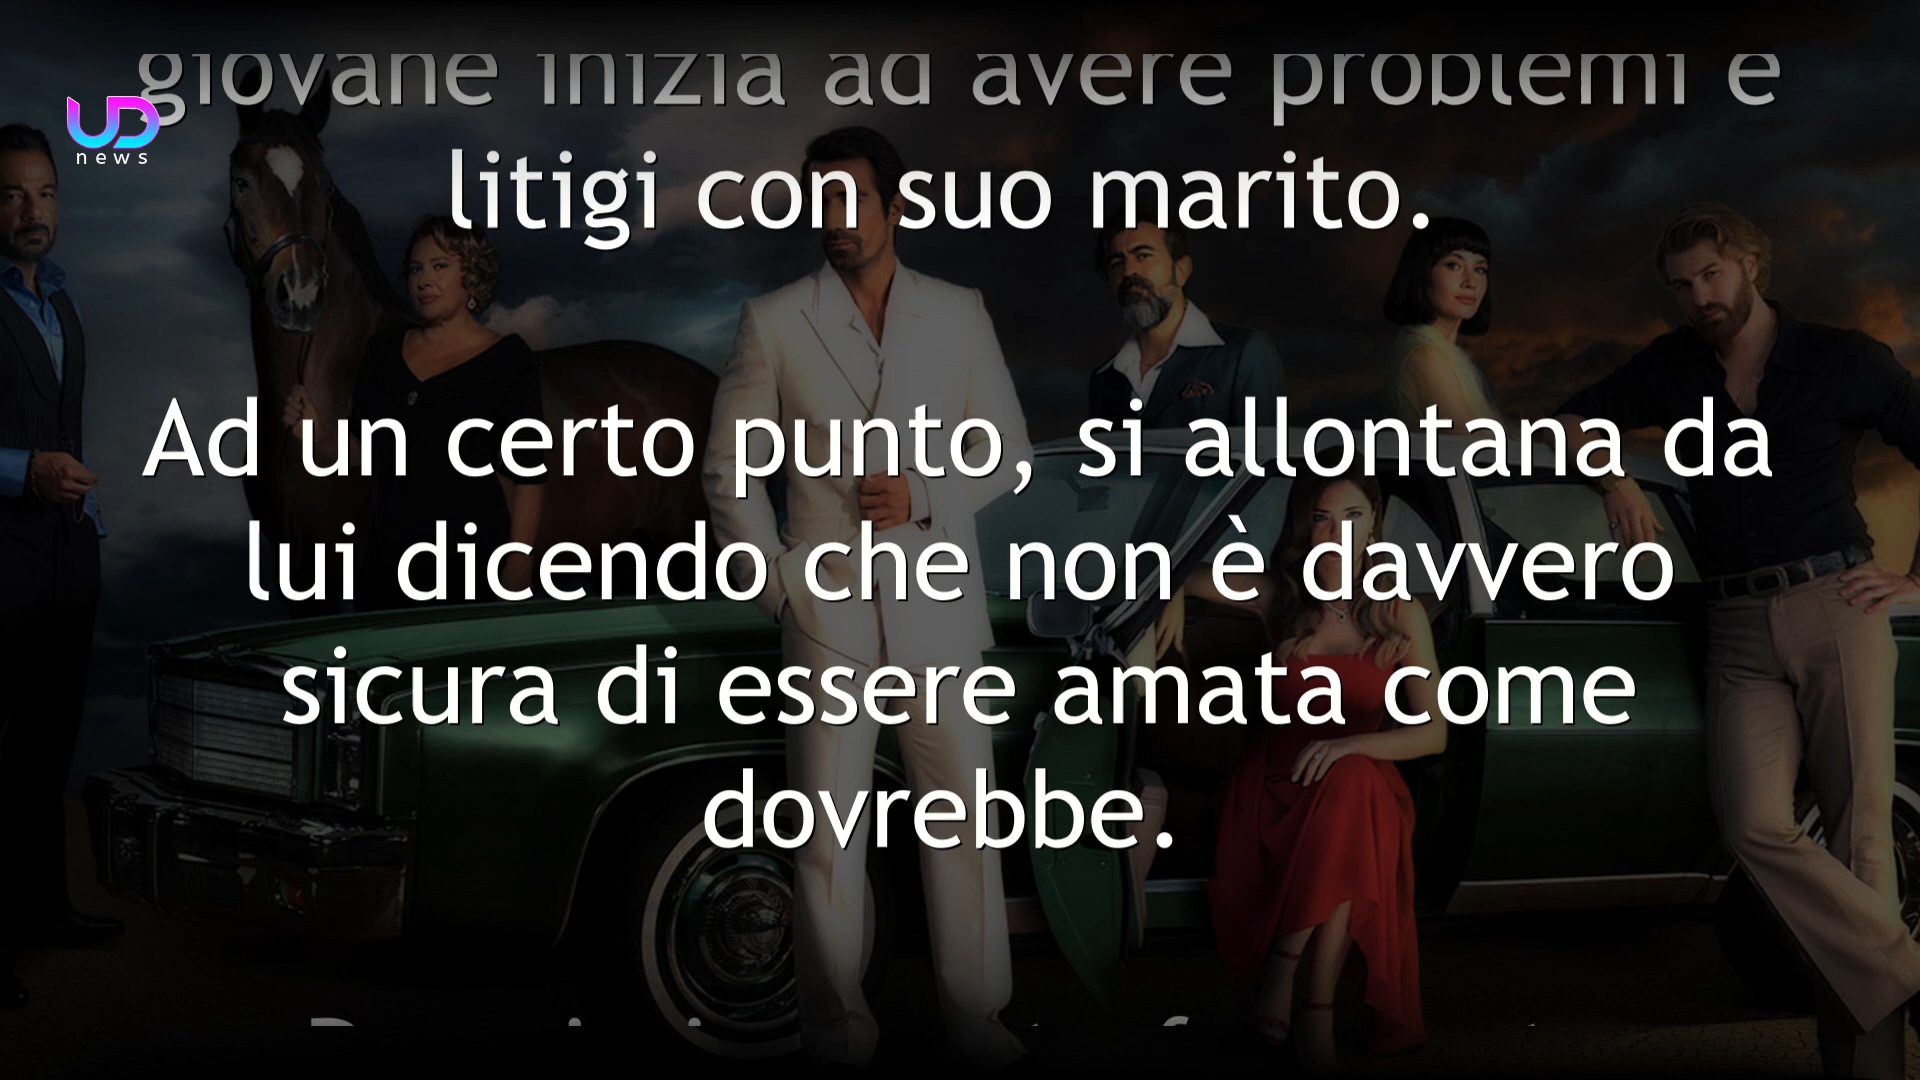 giovane inizia ad avere problemi e
UD
news
litigi con suo marito.
Ad un certo punto, si allontana da
lui dicendo che non è davvero
sicura di essere amata come
dovrebbe.